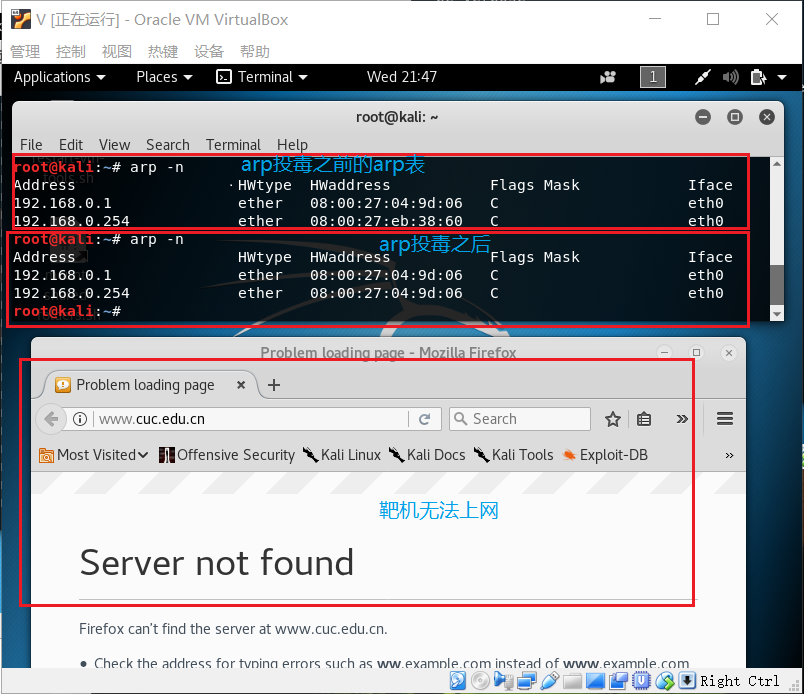 V [正在运行] - Oracle VM VirtualBox
管理 控制 视图 热键 设备 帮助
Applications Places Terminal Wed 21:47 1
root@kali: ~
File Edit View Search Terminal Help
root@kali:~# arp -n arp投毒之前的arp表
Address HWtype HWaddress Flags Mask Iface
192.168.0.1 ether 08:00:27:04:9d:06 C eth0
192.168.0.254 ether 08:00:27:eb:38:60 C eth0
root@kali:~# arp -n arp投毒之后
Address HWtype HWaddress Flags Mask Iface
192.168.0.1 ether 08:00:27:04:9d:06 C eth0
192.168.0.254 ether 08:00:27:04:9d:06 C eth0
root@kali:~#
Problem loading page - Mozilla Firefox
Problem loading page
www.cuc.edu.cn Search
Most Visited Offensive Security Kali Linux Kali Docs Kali Tools Exploit-DB
靶机无法上网
Server not found
Firefox can't find the server at www.cuc.edu.cn.
• Check the address for typing errors such as ww.example.com instead of www.example.com
Right Ctrl